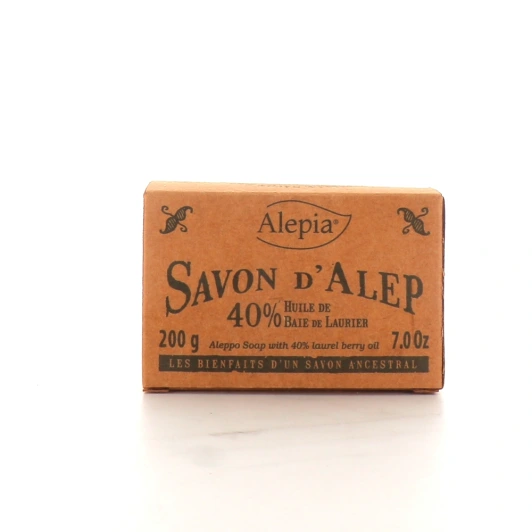 Alepia®
SAVON D'ALEP
40% HUILE DE
BAIE DE LAURIER
200 g Aleppo Soap with 40% laurel berry oil 7.0 Oz
LES BIENFAITS D'UN SAVON ANCESTRAL